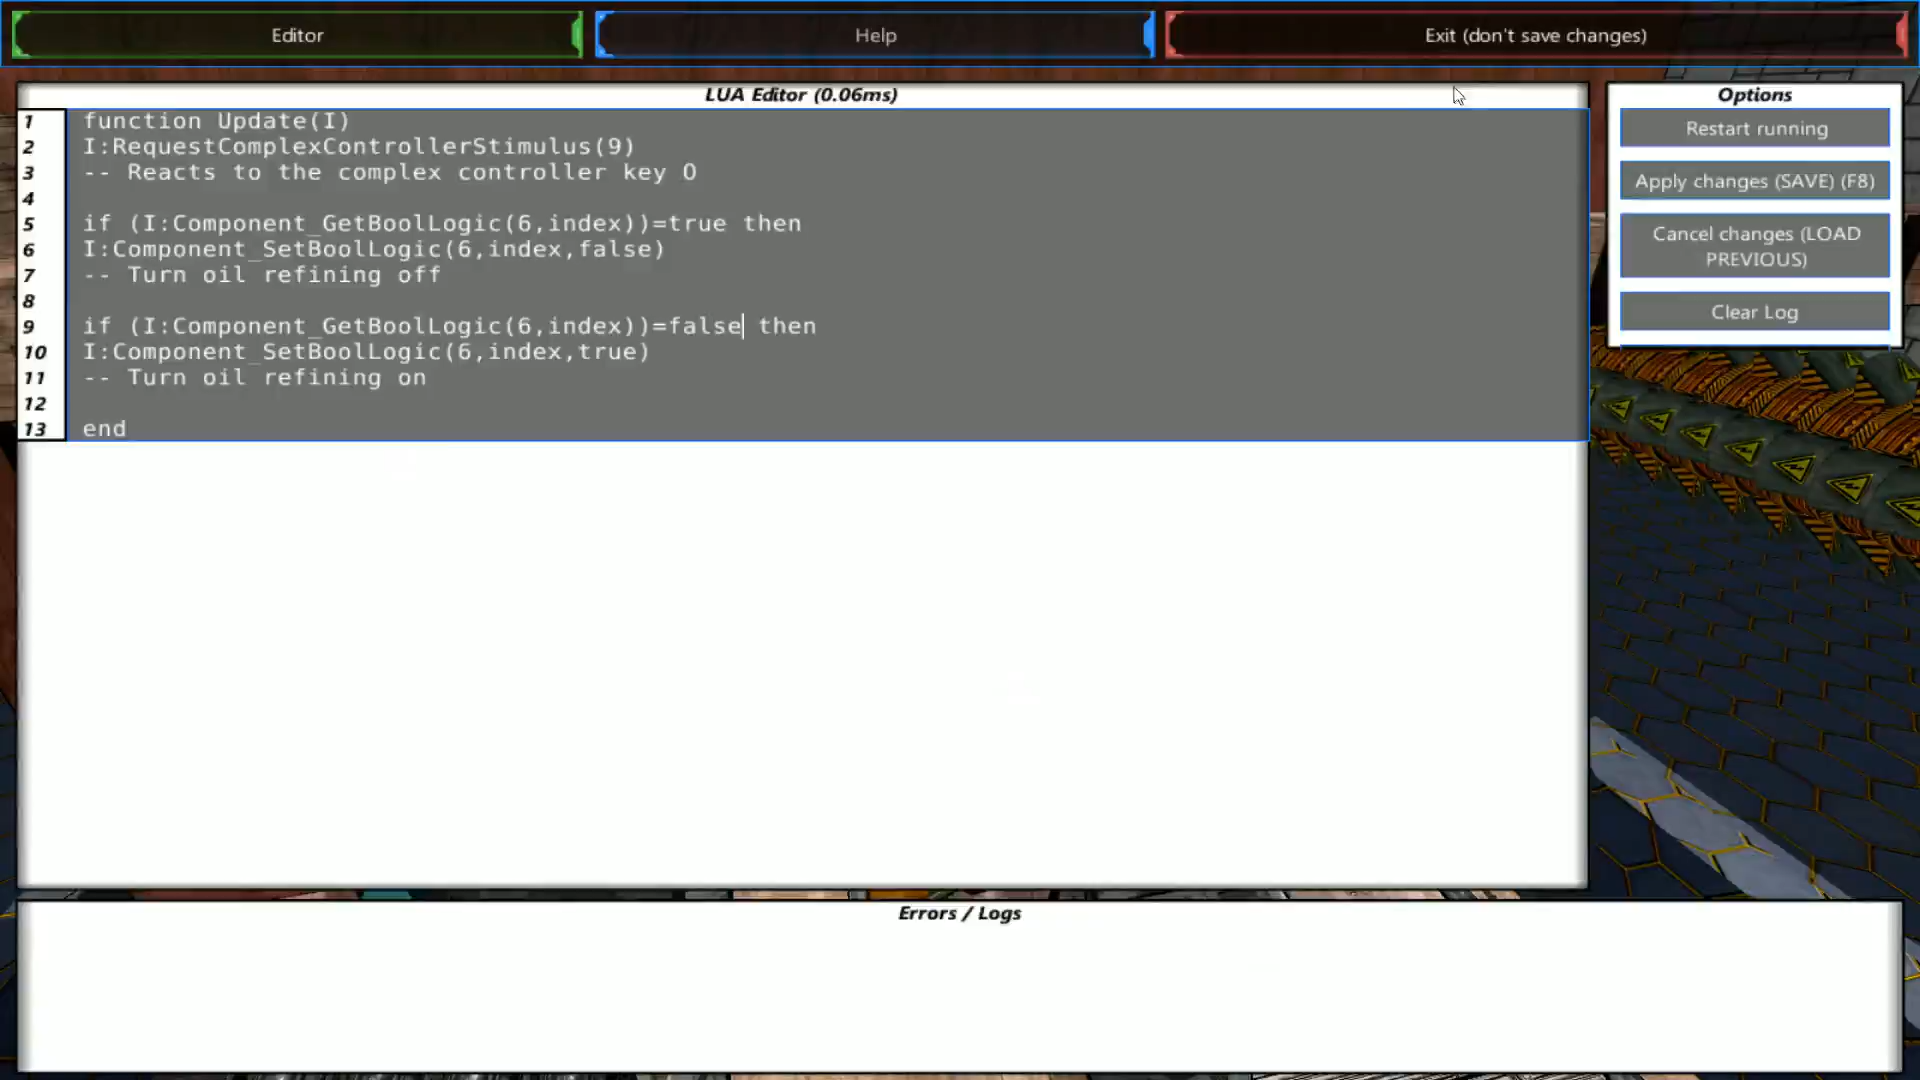 Editor
Help
Exit (don't save changes)
LUA Editor (0.06ms)
1 function Update(I)
2 I:RequestComplexControllerStimulus(9)
3 -- Reacts to the complex controller key O
4
5 if (I:Component_GetBoolLogic(6,index))=true then
6 I:Component_SetBoolLogic(6,index,false)
7 -- Turn oil refining off
8
9 if (I:Component_GetBoolLogic(6,index))=false then
10 I:Component_SetBoolLogic(6,index,true)
11 -- Turn oil refining on
12
13 end
Options
Restart running
Apply changes (SAVE) (F8)
Cancel changes (LOAD
PREVIOUS)
Clear Log
Errors / Logs